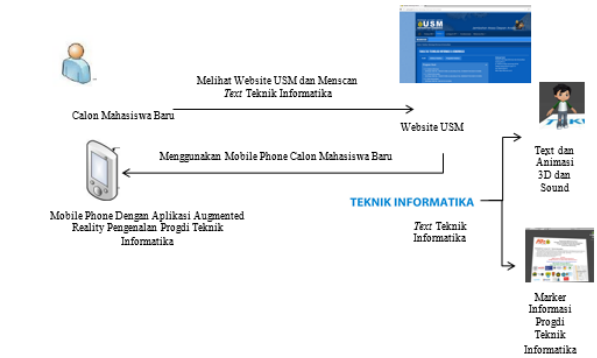 USM
Melihat Website USM dan Menscan
Text Teknik Informatika
Calon Mahasiswa Baru
Website USM
Menggunakan Mobile Phone Calon Mahasiswa Baru
Text dan
Animasi
3D dan
Sound
TEKNIK INFORMATIKA
Mobile Phone Dengan Aplikasi Augmented
Reality Pengenalan Progdi Teknik
Informatika
Text Teknik
Informatika
Marker
Informasi
Progdi
Teknik
Informatika